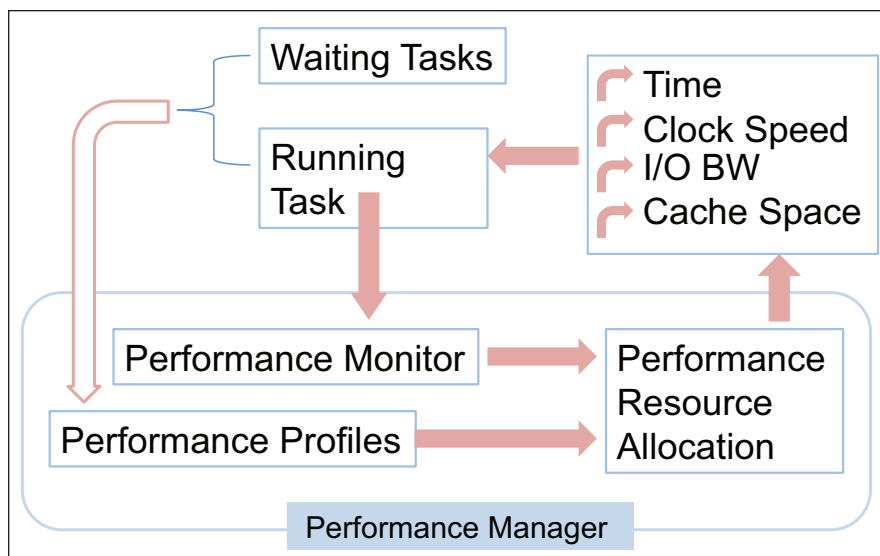 Waiting Tasks
Running
Task
Time
Clock Speed
I/O BW
Cache Space
Performance Monitor
Performance Profiles
Performance
Resource
Allocation
Performance Manager